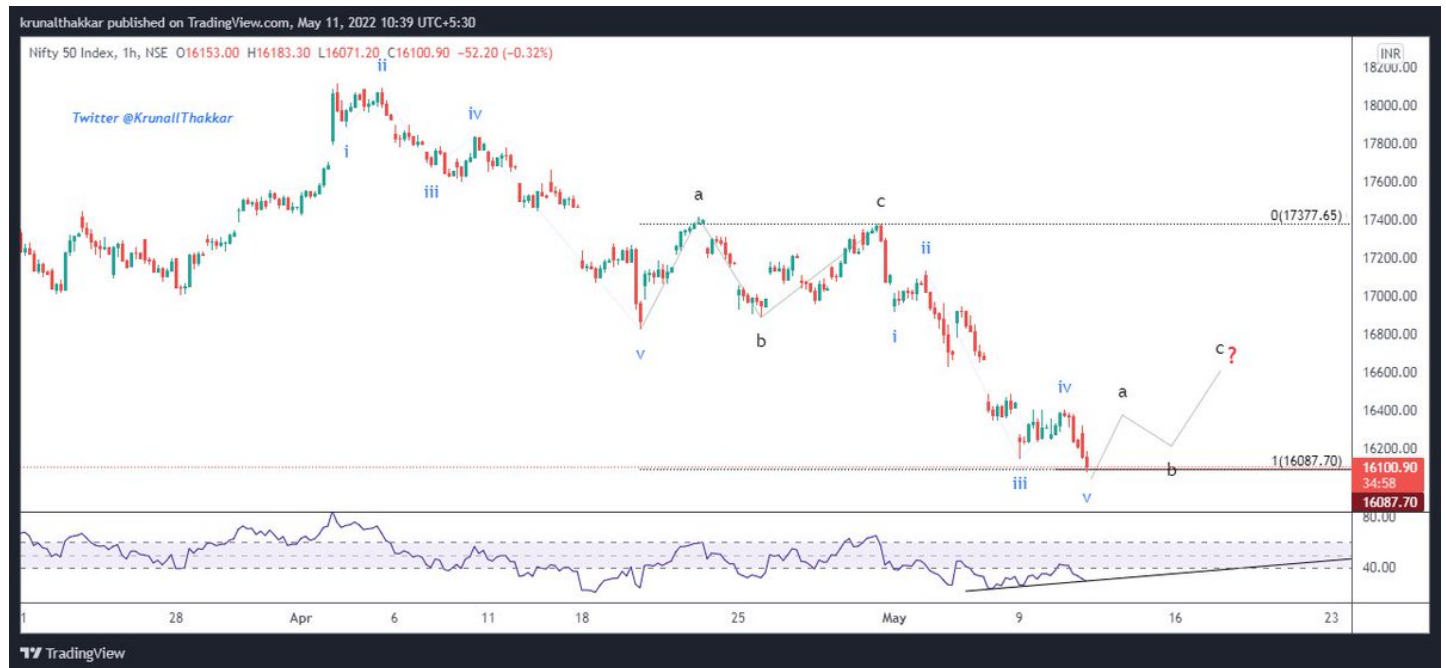 krunalthakkar published on TradingView.com, May 11, 2022 10:39 UTC+5:30
Nifty 50 Index, 1h, NSE O16153.00 H16183.30 L16071.20 C16100.90 −52.20 (−0.32%)
INR
18200.00
ii
18000.00
Twitter @KrunallThakkar
iv
17800.00
i
iii
17600.00
a
c
17400.00
0(17377.65)
ii
17200.00
17000.00
b
i
16800.00
v
c?
16600.00
iv
a
16400.00
16200.00
1(16087.70)
16100.90
b
iii
34:58
v
16087.70
80.00
40.00
1 28 Apr 6 11 18 25 May 9 16 23
TradingView